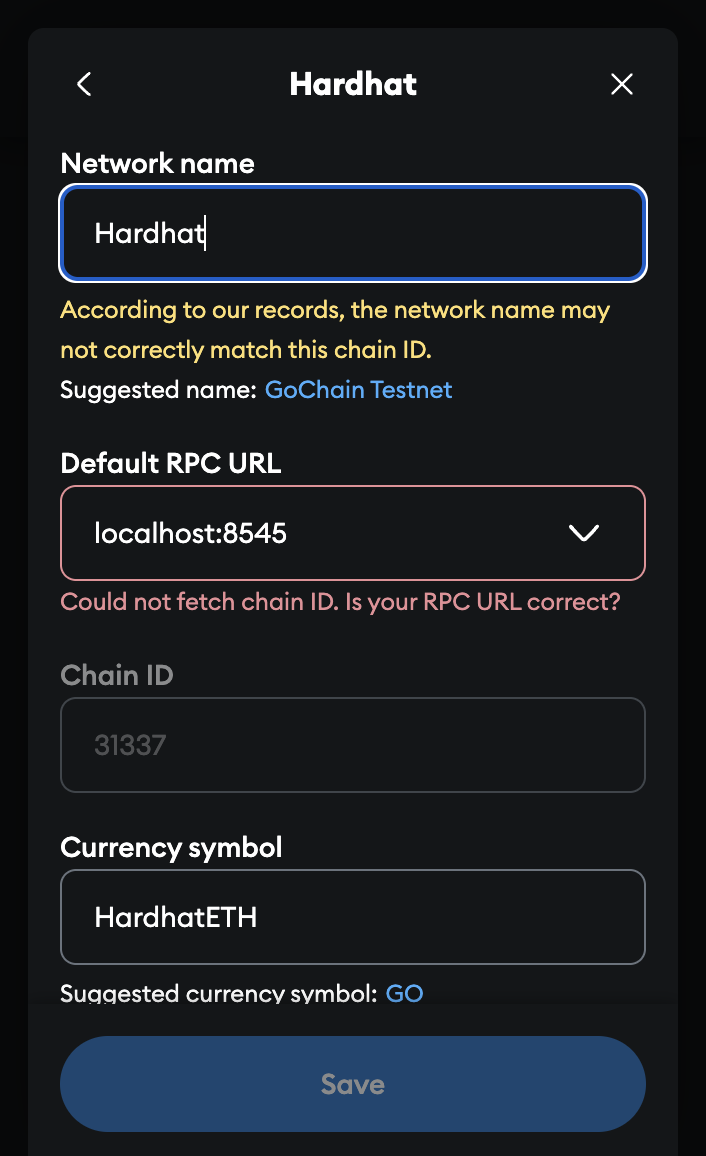 Hardhat
Network name
Hardhat
According to our records, the network name may
not correctly match this chain ID.
Suggested name: GoChain Testnet
Default RPC URL
localhost:8545
Could not fetch chain ID. Is your RPC URL correct?
Chain ID
31337
Currency symbol
HardhatETH
Suggested currency symbol: GO
Save